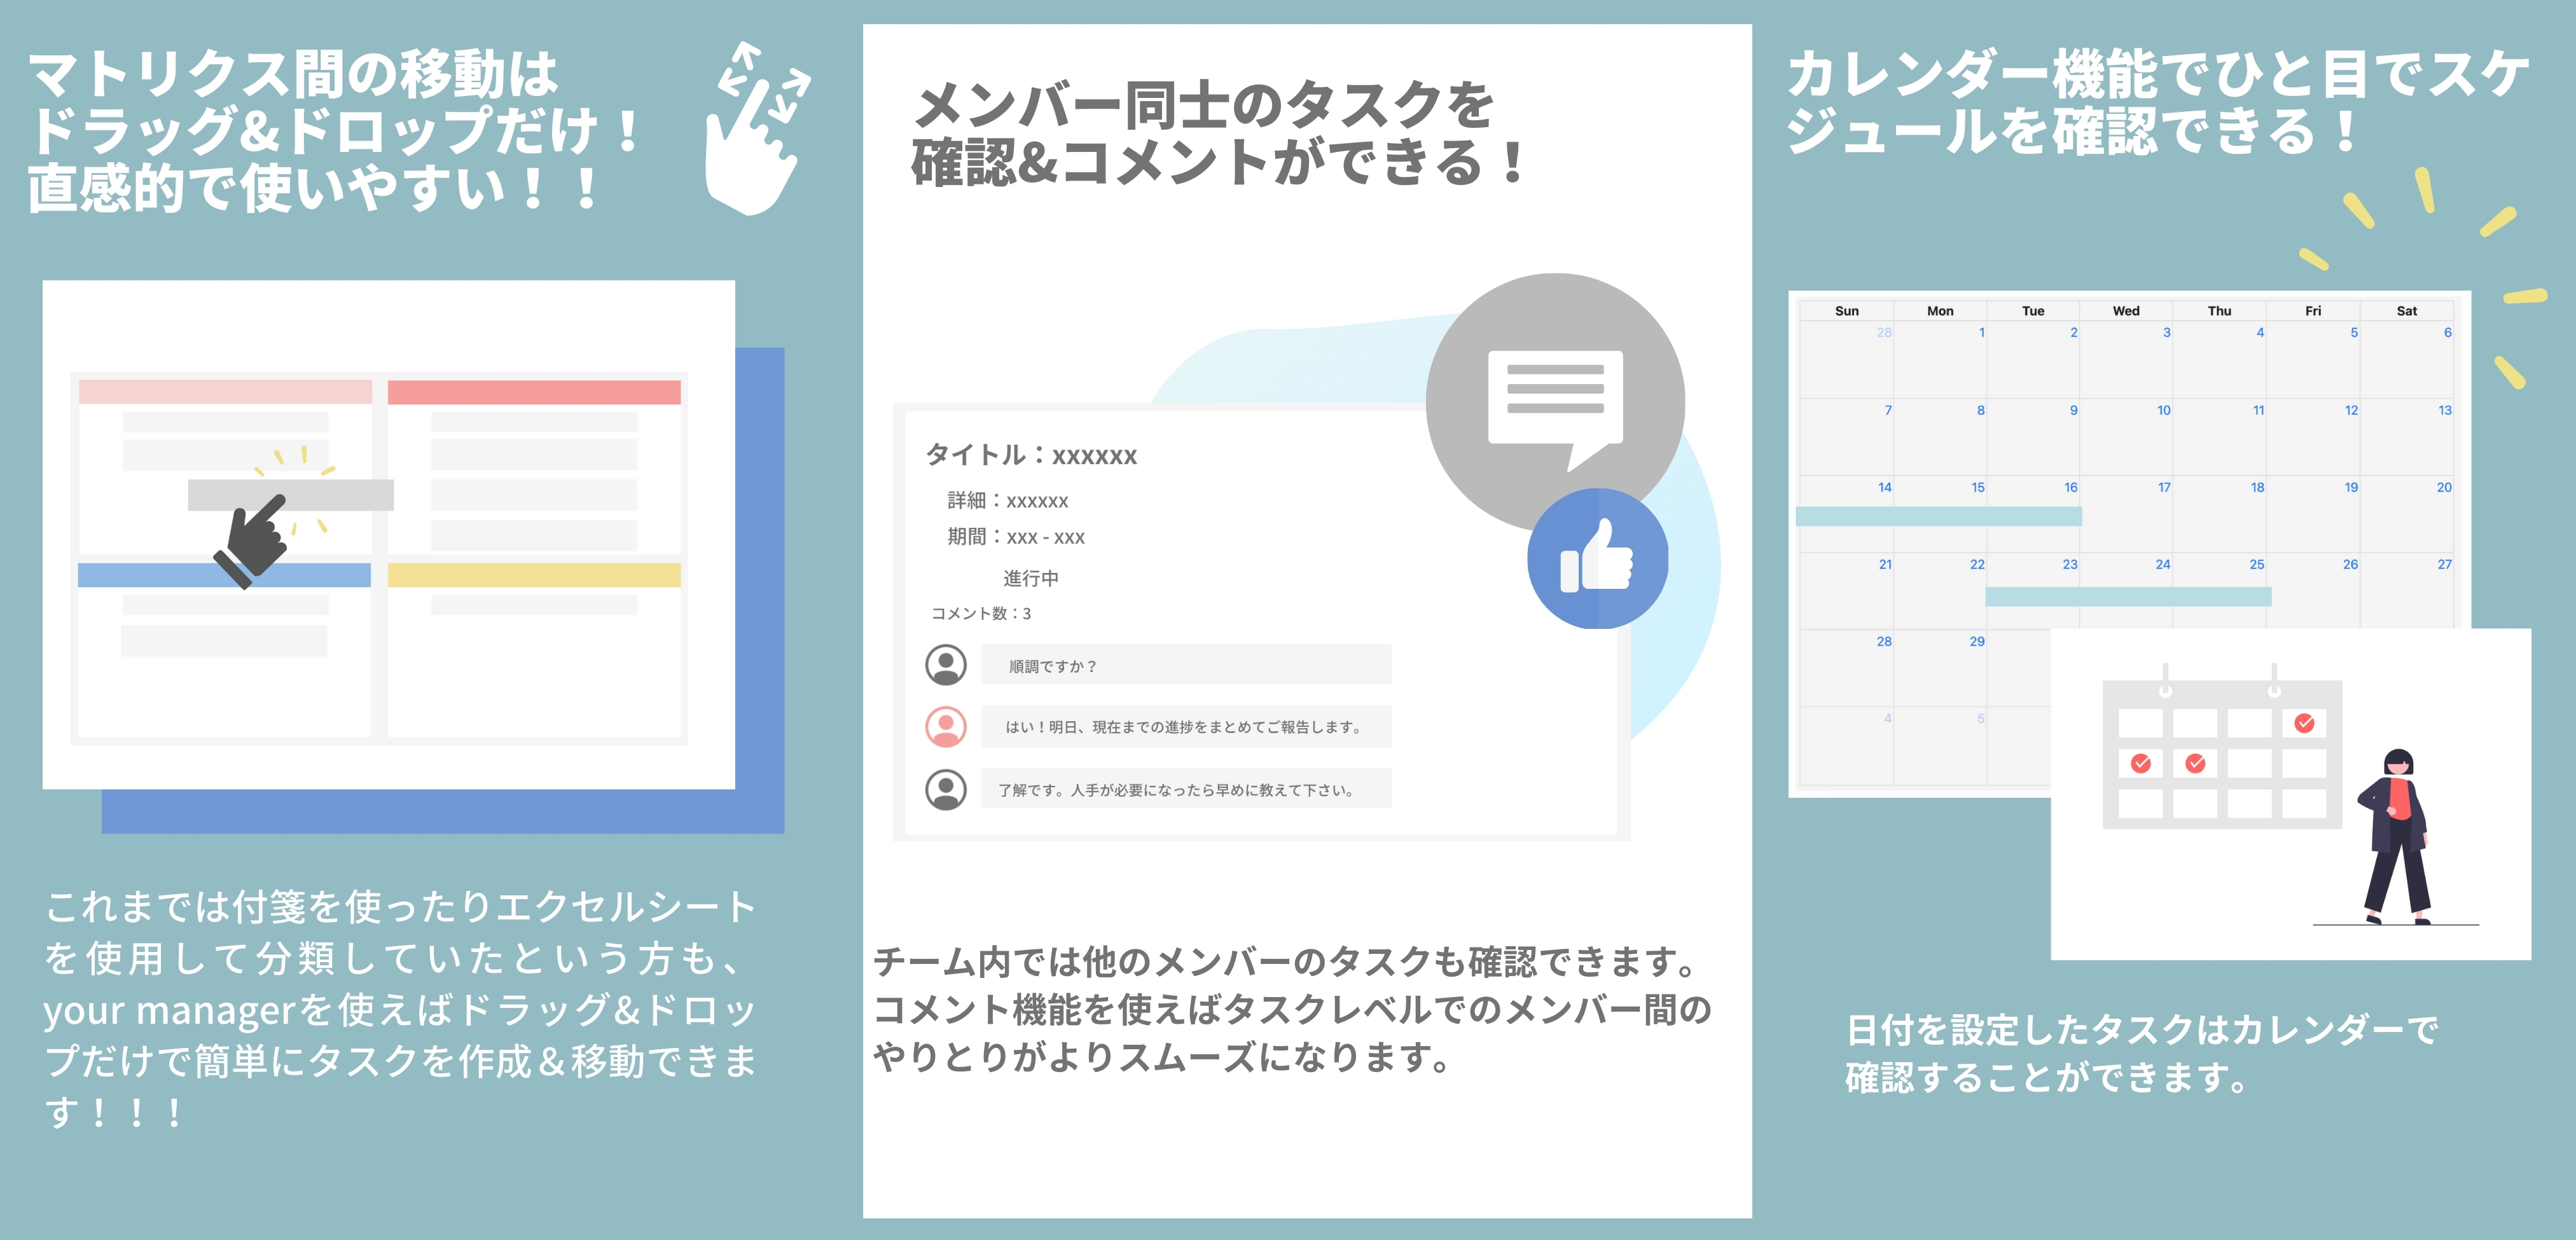 マトリクス間の移動は
ドラッグ&ドロップだけ！
直感的で使いやすい！！
これまでは付箋を使ったりエクセルシート
を使用して分類していたという方も、
your managerを使えばドラッグ&ドロッ
プだけで簡単にタスクを作成＆移動できま
す！！！
メンバー同士のタスクを
確認&コメントができる！
タイトル：xxxxxx
詳細：xxxxxx
期間：xxx - xxx
進行中
コメント数：3
順調ですか？
はい！明日、現在までの進捗をまとめてご報告します。
了解です。人手が必要になったら早めに教えて下さい。
チーム内では他のメンバーのタスクも確認できます。
コメント機能を使えばタスクレベルでのメンバー間の
やりとりがよりスムーズになります。
カレンダー機能でひと目でスケ
ジュールを確認できる！
Sun Mon Tue Wed Thu Fri Sat
28 1 2 3 4 5 6
7 8 9 10 11 12 13
14 15 16 17 18 19 20
21 22 23 24 25 26 27
28 29
4 5
日付を設定したタスクはカレンダーで
確認することができます。